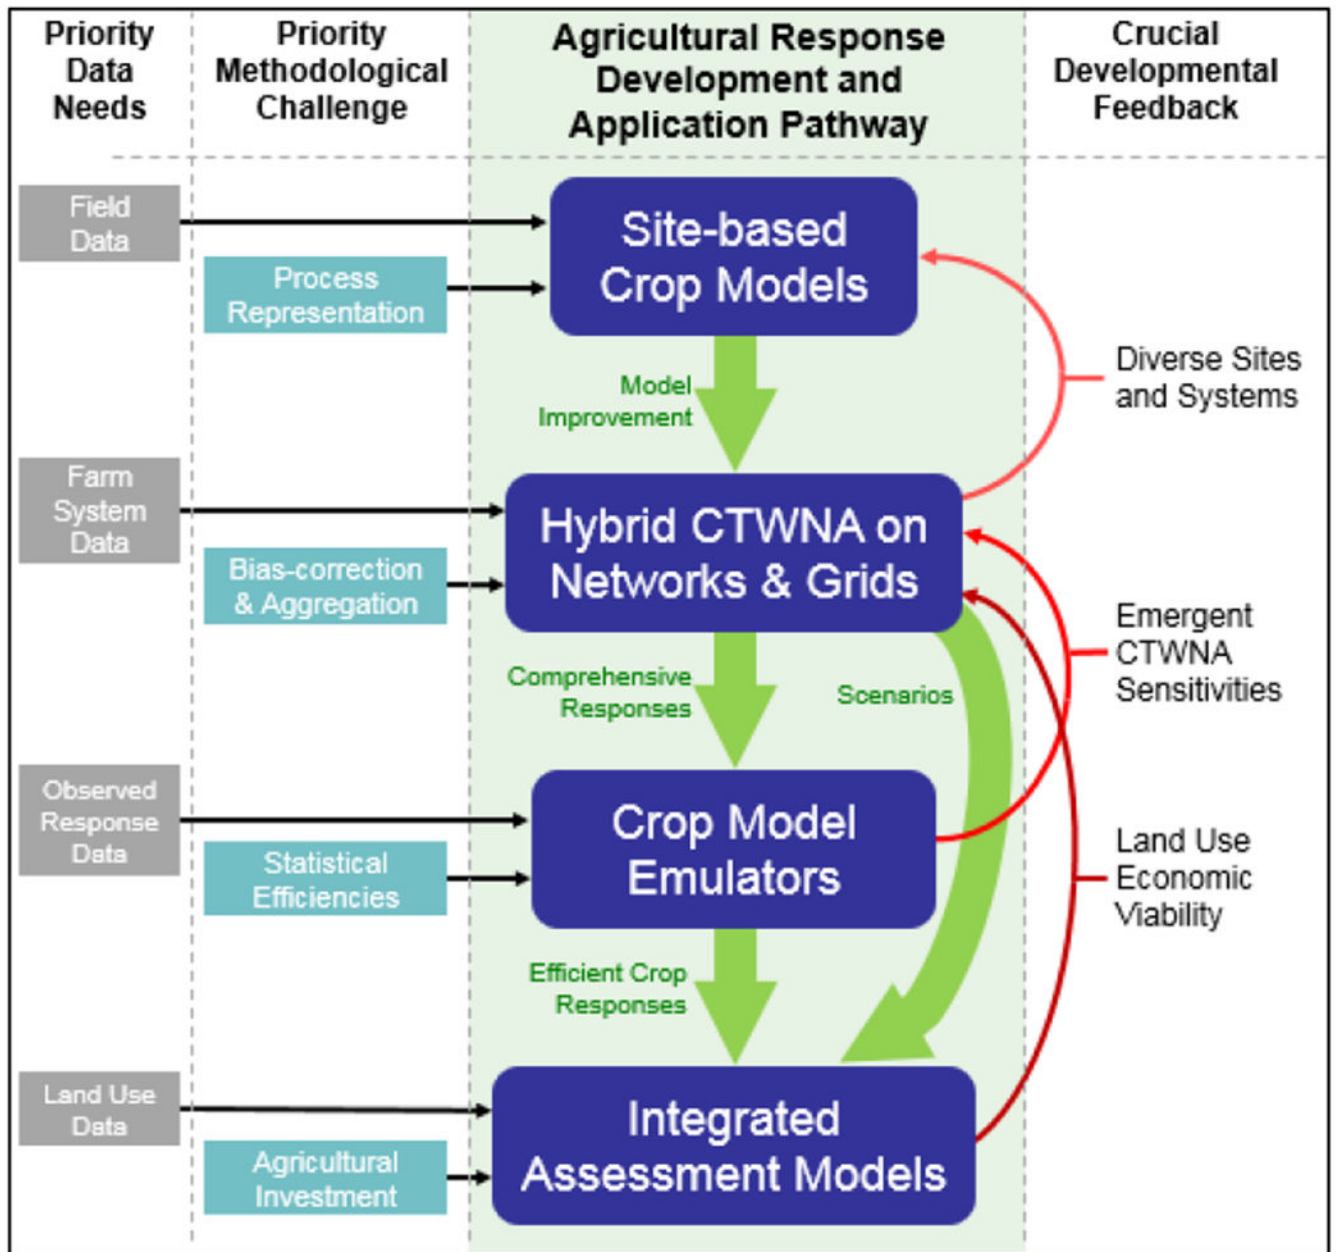 Priority
Data
Needs
Priority
Methodological
Challenge
Agricultural Response
Development and
Application Pathway
Crucial
Developmental
Feedback
Field
Data
Process
Representation
Site-based
Crop Models
Model
Improvement
Diverse Sites
and Systems
Farm
System
Data
Bias-correction
& Aggregation
Hybrid CTWNA on
Networks & Grids
Comprehensive
Responses
Scenarios
Emergent
CTWNA
Sensitivities
Observed
Response
Data
Statistical
Efficiencies
Crop Model
Emulators
Land Use
Economic
Viability
Efficient Crop
Responses
Land Use
Data
Agricultural
Investment
Integrated
Assessment Models